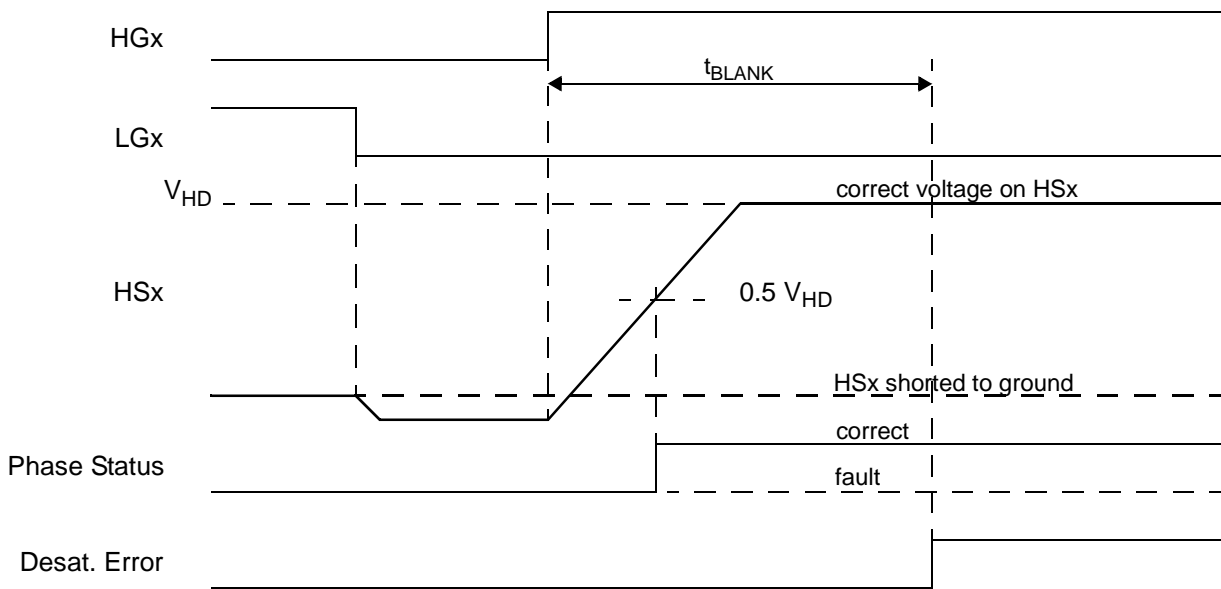 HGx
tBLANK
LGx
VHD
correct voltage on HSx
HSx
0.5 VHD
HSx shorted to ground
correct
Phase Status
fault
Desat. Error